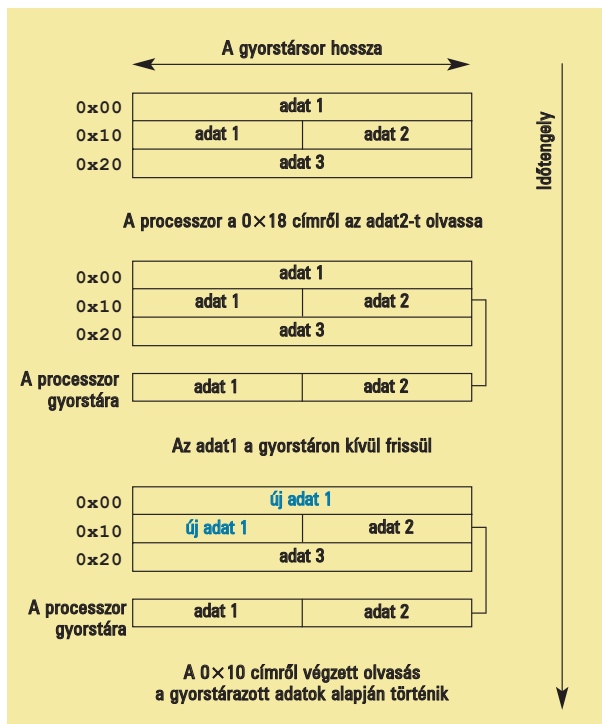 A gyorstársor hossza
Időtengely
0x00 adat 1
0x10 adat 1 adat 2
0x20 adat 3
A processzor a 0×18 címről az adat2-t olvassa
0x00 adat 1
0x10 adat 1 adat 2
0x20 adat 3
A processzor
gyorstára adat 1 adat 2
Az adat1 a gyorstáron kívül frissül
0x00 új adat 1
0x10 új adat 1 adat 2
0x20 adat 3
A processzor
gyorstára adat 1 adat 2
A 0×10 címről végzett olvasás
a gyorstárazott adatok alapján történik